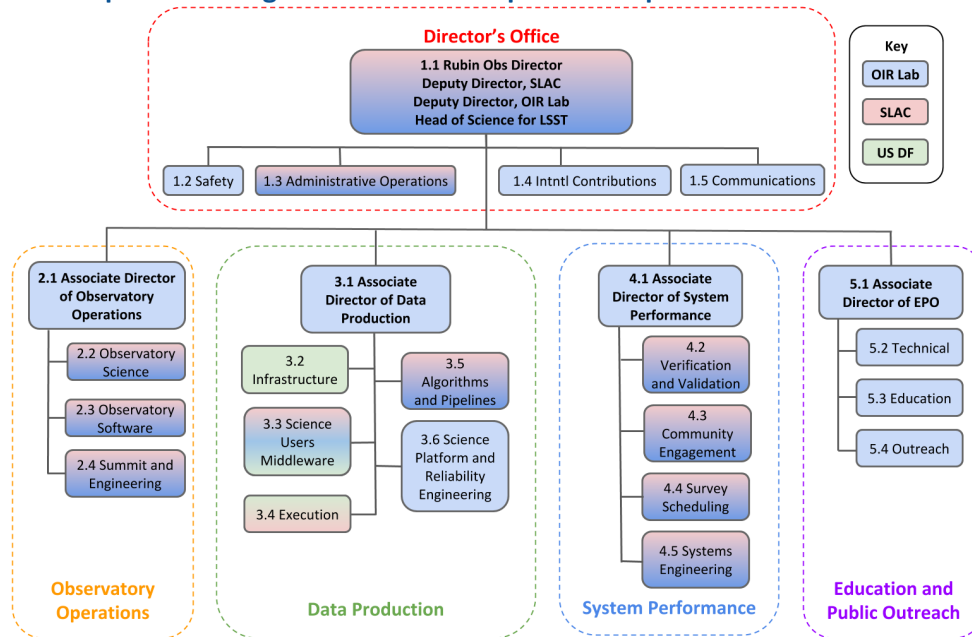 Director's Office
1.1 Rubin Obs Director
Deputy Director, SLAC
Deputy Director, OIR Lab
Head of Science for LSST
Key
OIR Lab
SLAC
US DF
1.2 Safety
1.3 Administrative Operations
1.4 Intntl Contributions
1.5 Communications
2.1 Associate Director
of Observatory
Operations
2.2 Observatory
Science
2.3 Observatory
Software
2.4 Summit and
Engineering
Observatory
Operations
3.1 Associate
Director of Data
Production
3.2
Infrastructure
3.3 Science
Users
Middleware
3.4 Execution
3.5
Algorithms
and Pipelines
3.6 Science
Platform and
Reliability
Engineering
Data Production
4.1 Associate
Director of System
Performance
4.2
Verification
and Validation
4.3
Community
Engagement
4.4 Survey
Scheduling
4.5 Systems
Engineering
System Performance
5.1 Associate
Director of EPO
5.2 Technical
5.3 Education
5.4 Outreach
Education and
Public Outreach